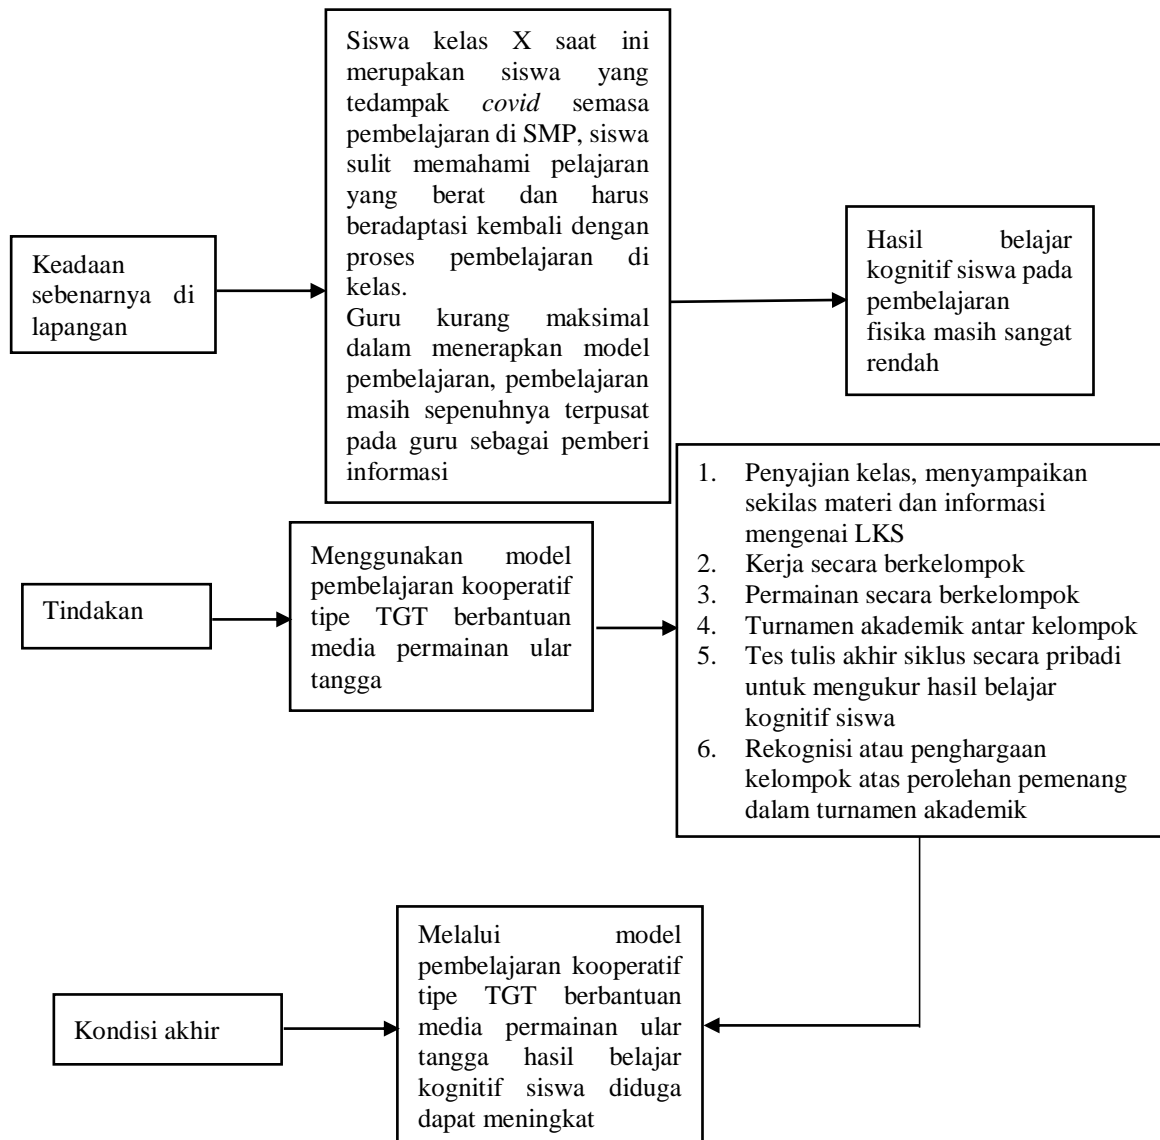 Keadaan
sebenarnya di
lapangan
Siswa kelas X saat ini
merupakan siswa yang
tedampak covid semasa
pembelajaran di SMP, siswa
sulit memahami pelajaran
yang berat dan harus
beradaptasi kembali dengan
proses pembelajaran di
kelas.
Guru kurang maksimal
dalam menerapkan model
pembelajaran, pembelajaran
masih sepenuhnya terpusat
pada guru sebagai pemberi
informasi
Hasil belajar
kognitif siswa pada
pembelajaran
fisika masih sangat
rendah
Tindakan
Menggunakan model
pembelajaran kooperatif
tipe TGT berbantuan
media permainan ular
tangga
1. Penyajian kelas, menyampaikan
sekilas materi dan informasi
mengenai LKS
2. Kerja secara berkelompok
3. Permainan secara berkelompok
4. Turnamen akademik antar kelompok
5. Tes tulis akhir siklus secara pribadi
untuk mengukur hasil belajar
kognitif siswa
6. Rekognisi atau penghargaan
kelompok atas perolehan pemenang
dalam turnamen akademik
Kondisi akhir
Melalui model
pembelajaran kooperatif
tipe TGT berbantuan
media permainan ular
tangga hasil belajar
kognitif siswa diduga
dapat meningkat